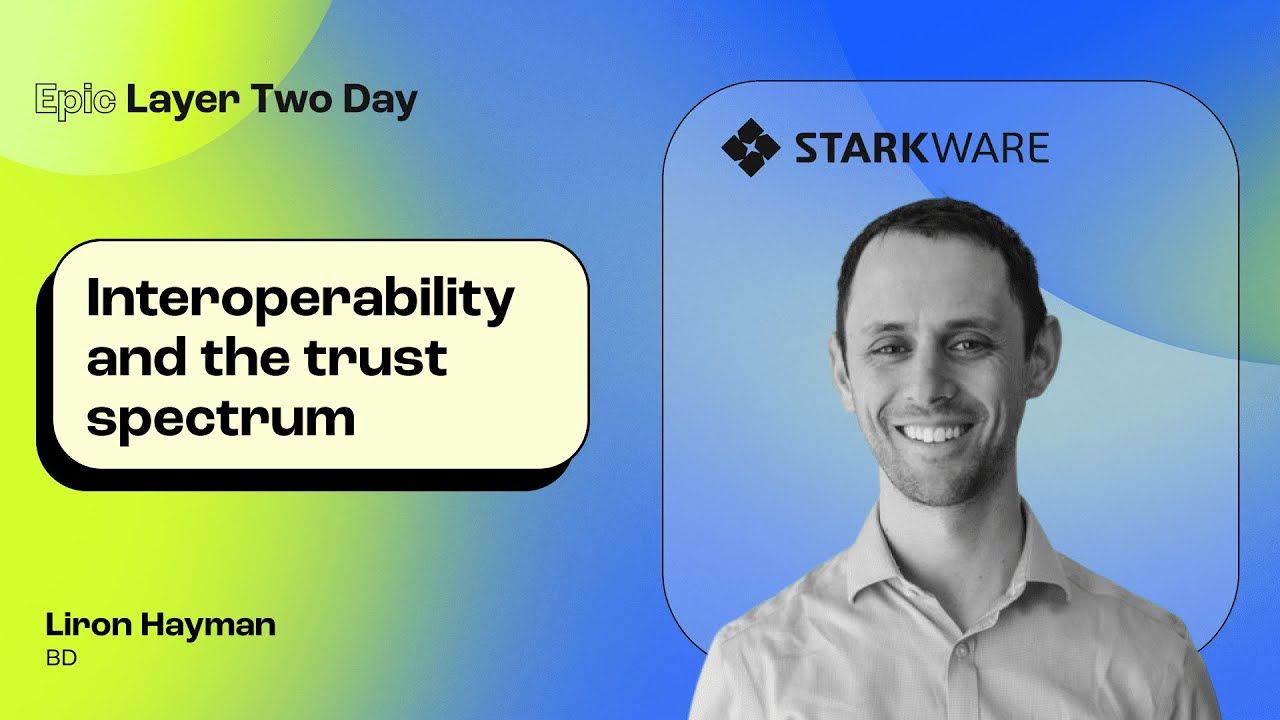 Epic Layer Two Day
STARKWARE
Interoperability
and the trust
spectrum
Liron Hayman
BD